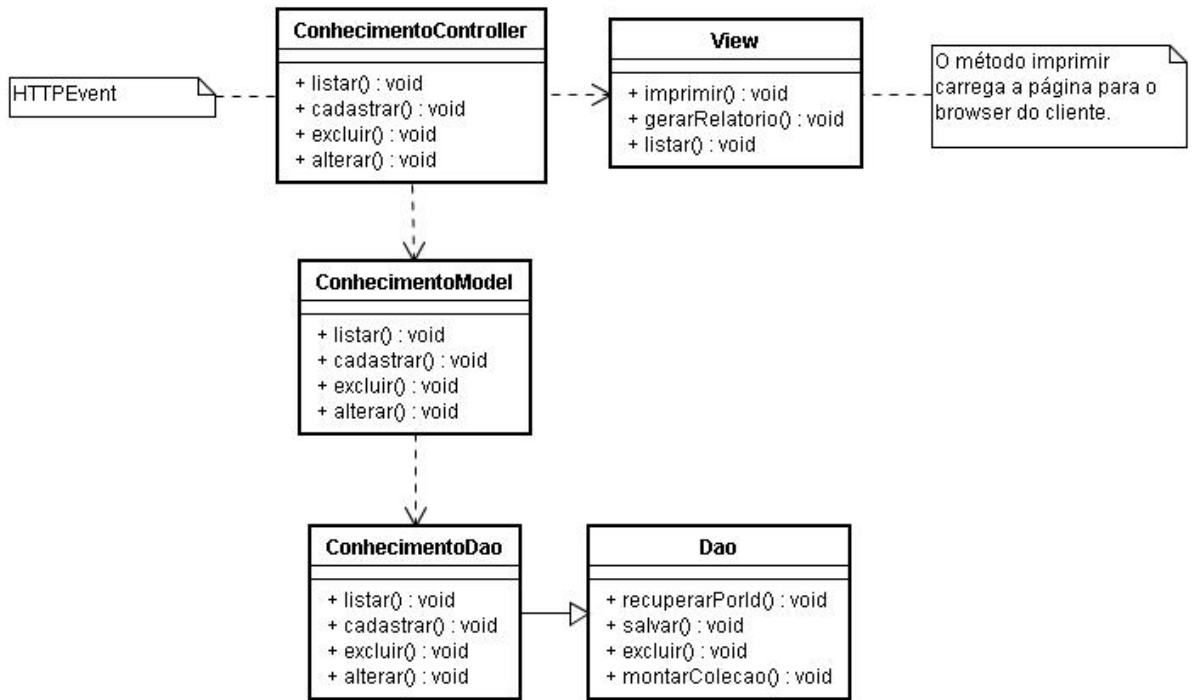 HTTPEvent
ConhecimentoController
+ listar() : void
+ cadastrar() : void
+ excluir() : void
+ alterar() : void
View
+ imprimir() : void
+ gerarRelatorio() : void
+ listar() : void
O método imprimir
carrega a página para o
browser do cliente.
ConhecimentoModel
+ listar() : void
+ cadastrar() : void
+ excluir() : void
+ alterar() : void
ConhecimentoDao
+ listar() : void
+ cadastrar() : void
+ excluir() : void
+ alterar() : void
Dao
+ recuperarPorId() : void
+ salvar() : void
+ excluir() : void
+ montarColecao() : void